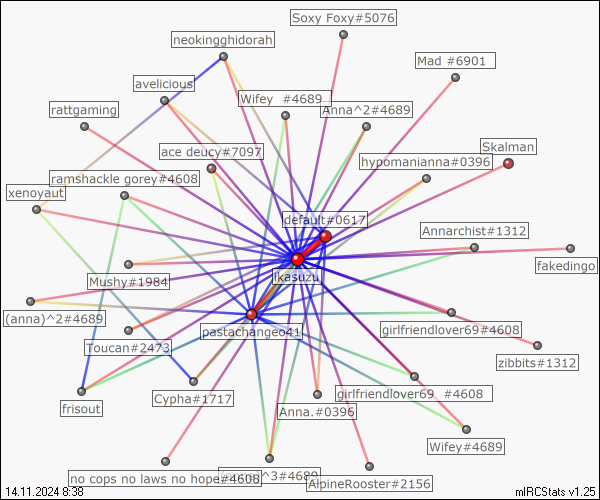 Soxy Foxy#5076
neokingghidorah
Mad #6901
avelicious
Wifey #4689
rattgaming
Anna^2#4689
Skalman
ace deucy#7097
hypomanianna#0396
ramshackle gorey#4608
xenoyaut
default#0617
Annarchist#1312
fakedingo
Mushy#1984
ikasuzu
(anna)^2#4689
pastachangeo41
girlfriendlover69#4608
Toucan#2473
zibbits#1312
girlfriendlover69 #4608
Cypha#1717
frisout
Anna.#0396
Wifey#4689
no cops no laws no hope#4608
^3#4689
AlpineRooster#2156
14.11.2024 8:38
mIRCStats v1.25